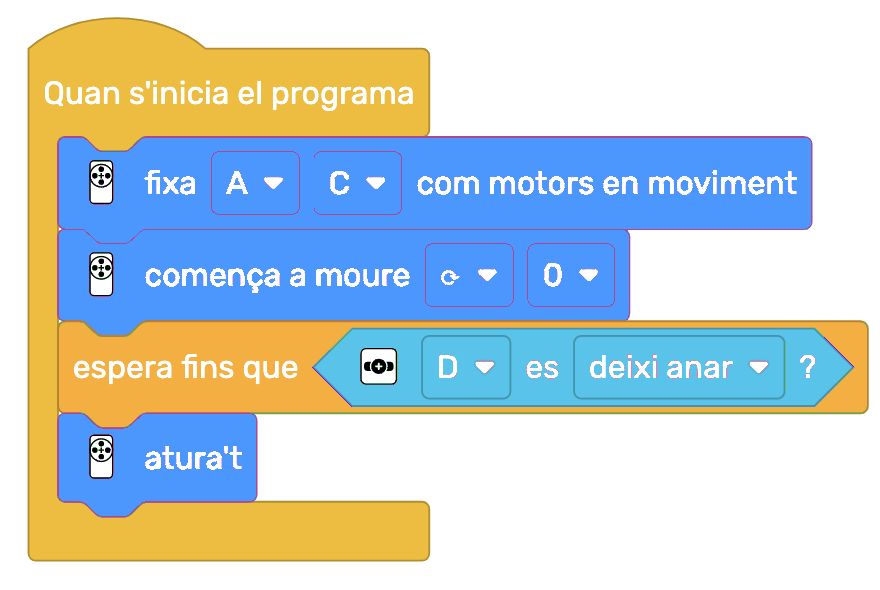 Quan s'inicia el programa
fixa A C com motors en moviment
comença a moure ⟳ 0
espera fins que D es deixi anar ?
atura't